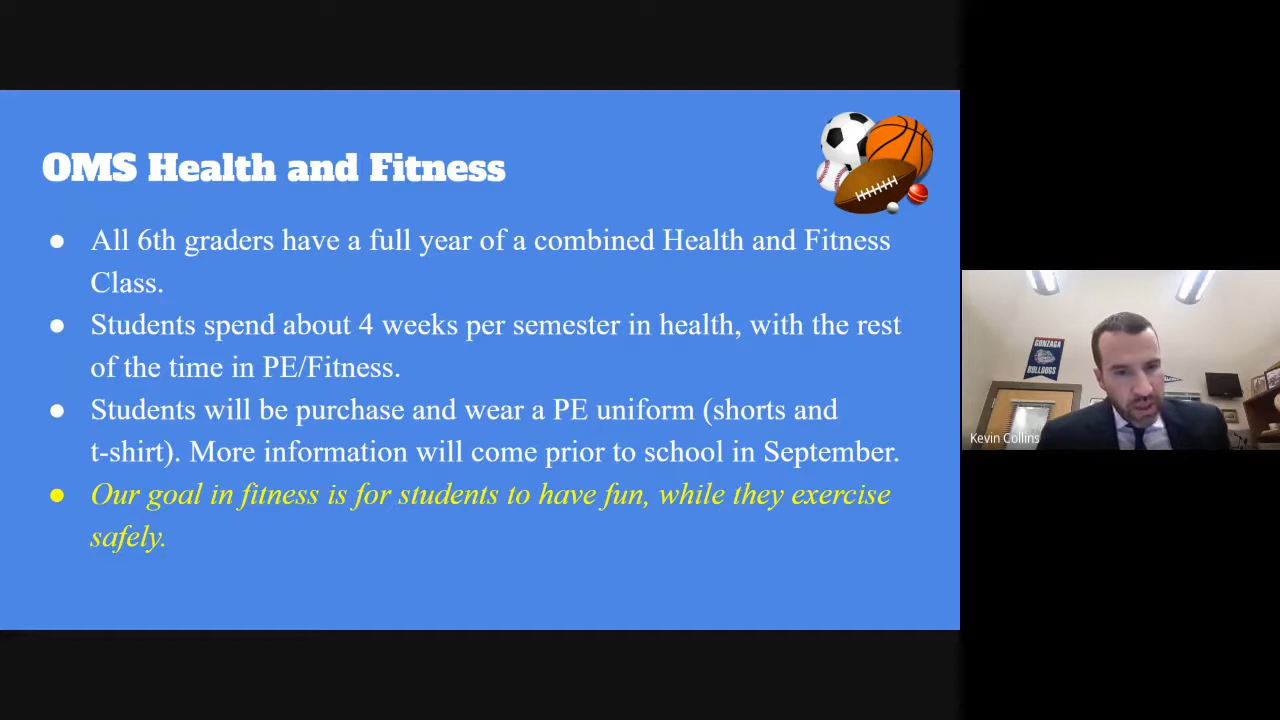 OMS Health and Fitness
● All 6th graders have a full year of a combined Health and Fitness
Class.
● Students spend about 4 weeks per semester in health, with the rest
of the time in PE/Fitness.
● Students will be purchase and wear a PE uniform (shorts and
t-shirt). More information will come prior to school in September.
● Our goal in fitness is for students to have fun, while they exercise
safely.
GONZAGA
BULLDOGS
Kevin Collins